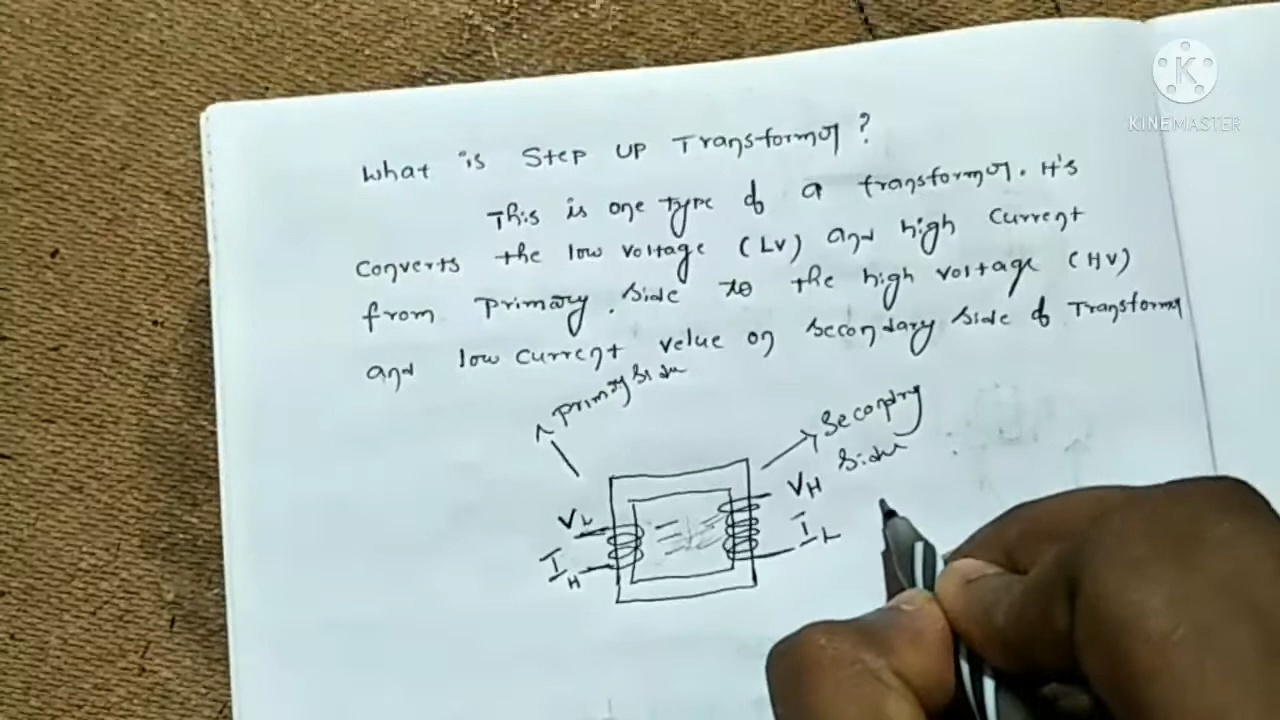 What is Step UP Transformer?
This is one type of a transformer. It's
converts the low voltage (LV) and high current
from Primary side to the high voltage (HV)
and low current velue on secondary side of Transformer
Primary Side
Secondry
Side
VL
IH
VH
IL
KINEMASTER